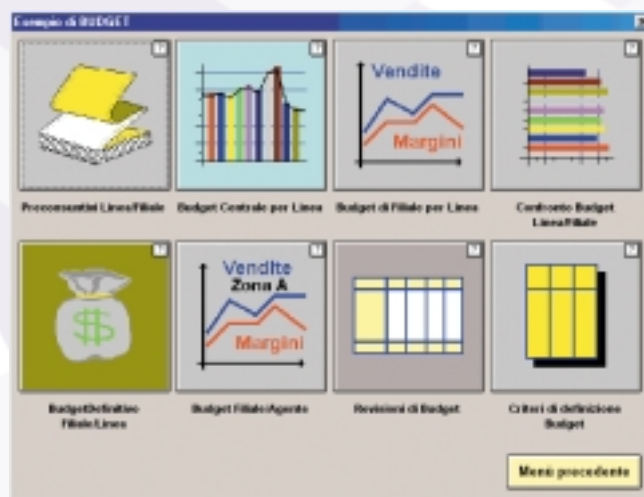 Esempio di BUDGET
? ? ? ?
Vendite
Margini
Preconsuntivi Linea/Filiale
Budget Centrale per Linea
Budget di Filiale per Linea
Confronto Budget
Linea/Filiale
? ? ? ?
$
Vendite
Zona A
Margini
BudgetDefinitivo
Filiale/Linea
Budget Filiale/Agente
Revisioni di Budget
Criteri di definizione
Budget
Menù precedente